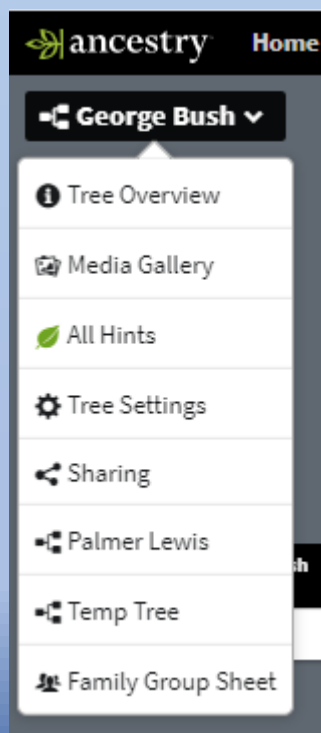 ancestry Home
George Bush
Tree Overview
Media Gallery
All Hints
Tree Settings
Sharing
Palmer Lewis
Temp Tree
Family Group Sheet